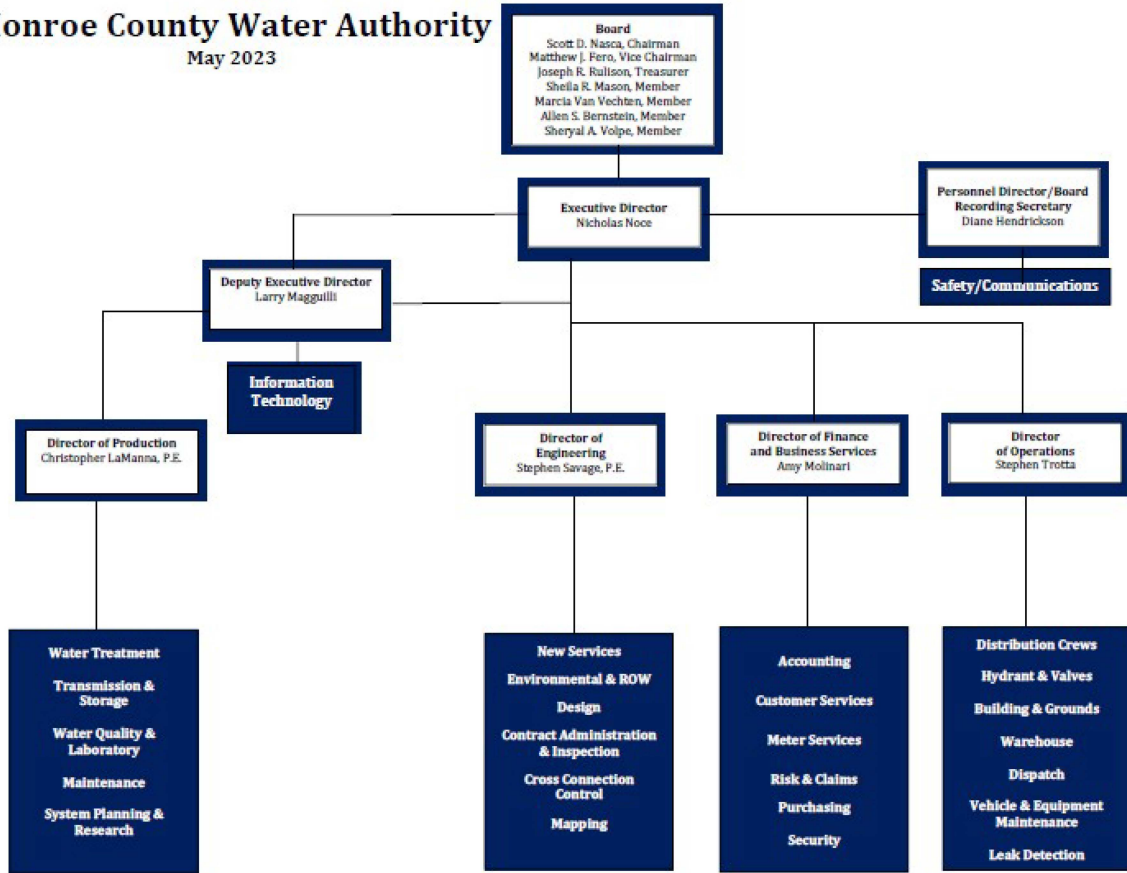 onroe County Water Authority
May 2023
Board
Scott D. Nasca, Chairman
Matthew J. Fero, Vice Chairman
Joseph R. Rulison, Treasurer
Sheila R. Mason, Member
Marcia Van Vechten, Member
Allen S. Bernstein, Member
Sheryal A. Volpe, Member
Executive Director
Nicholas Noce
Personnel Director/Board
Recording Secretary
Diane Hendrickson
Safety/Communications
Deputy Executive Director
Larry Magguilli
Information
Technology
Director of Production
Christopher LaManna, P.E.
Director of
Engineering
Stephen Savage, P.E.
Director of Finance
and Business Services
Amy Molinari
Director
of Operations
Stephen Trotta
Water Treatment
Transmission &
Storage
Water Quality &
Laboratory
Maintenance
System Planning &
Research
New Services
Environmental & ROW
Design
Contract Administration
& Inspection
Cross Connection
Control
Mapping
Accounting
Customer Services
Meter Services
Risk & Claims
Purchasing
Security
Distribution Crews
Hydrant & Valves
Building & Grounds
Warehouse
Dispatch
Vehicle & Equipment
Maintenance
Leak Detection